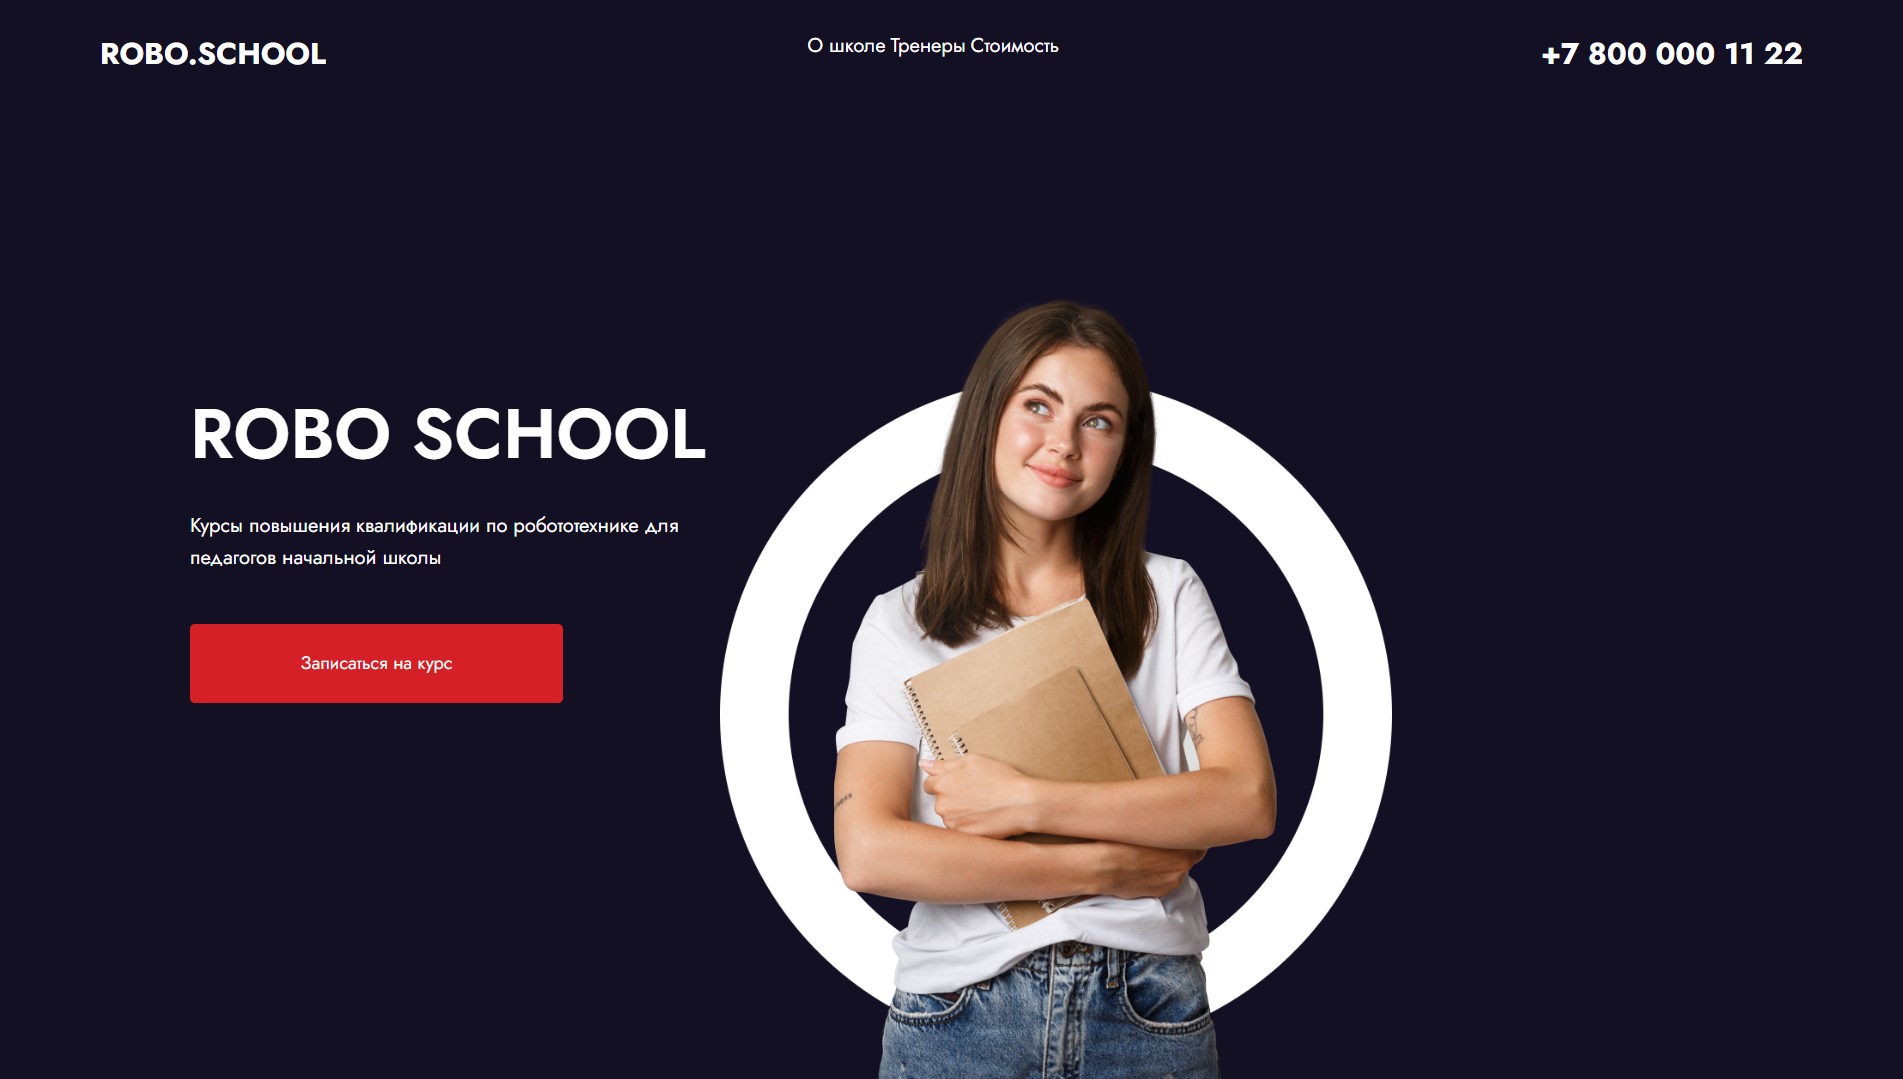 ROBO.SCHOOL
О школе Тренеры Стоимость
+7 800 000 11 22
ROBO SCHOOL
Курсы повышения квалификации по робототехнике для
педагогов начальной школы
Записаться на курс